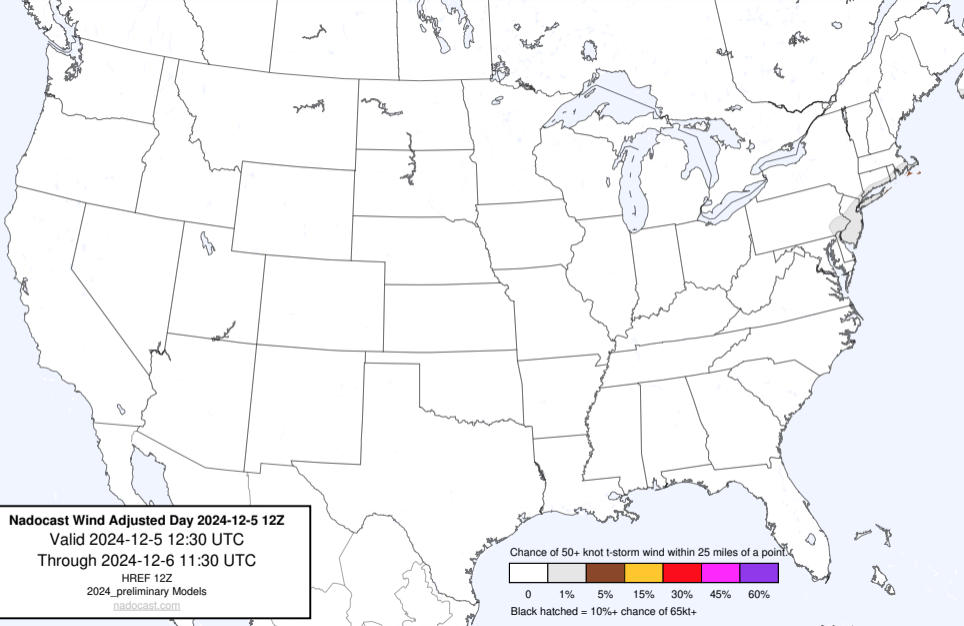 Nadocast Wind Adjusted Day 2024-12-5 12Z
Valid 2024-12-5 12:30 UTC
Through 2024-12-6 11:30 UTC
HREF 12Z
2024_preliminary Models
nadocast.com
Chance of 50+ knot t-storm wind within 25 miles of a point.
0 1% 5% 15% 30% 45% 60%
Black hatched = 10%+ chance of 65kt+